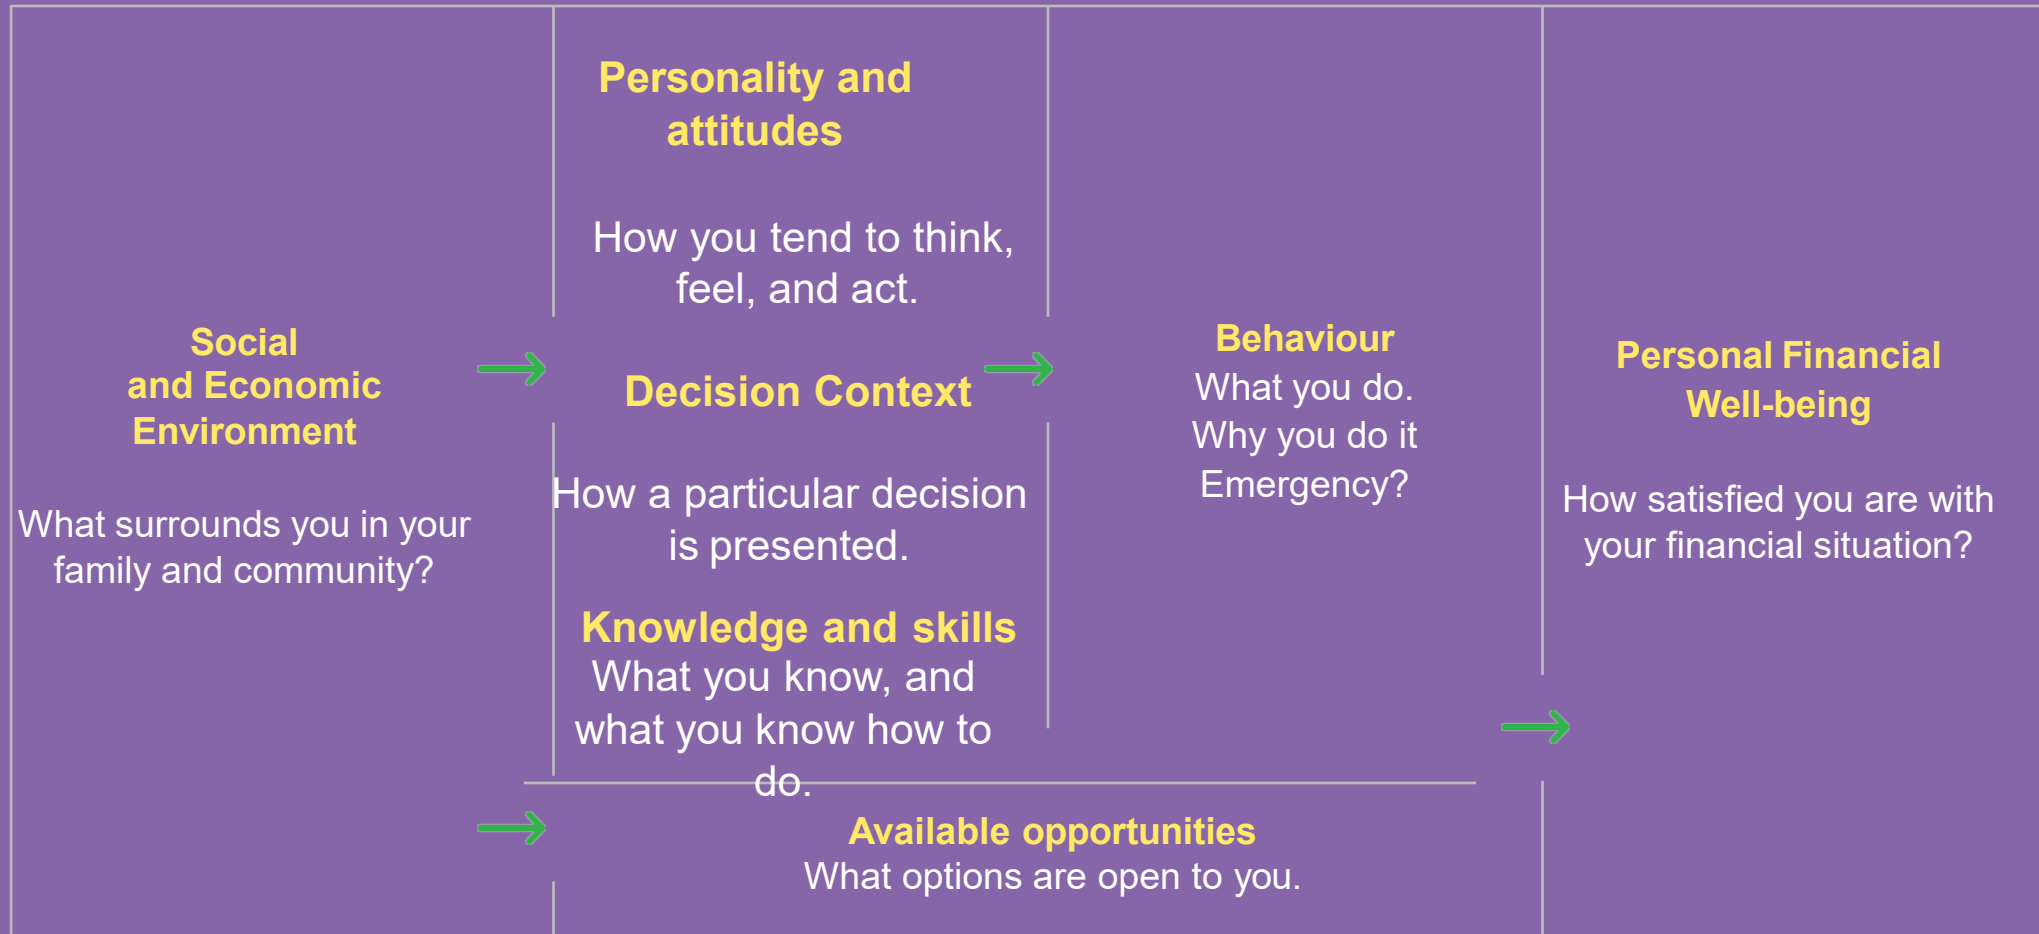 Social
and Economic
Environment
What surrounds you in your
family and community?
Personality and
attitudes
How you tend to think,
feel, and act.
Decision Context
How a particular decision
is presented.
Knowledge and skills
What you know, and
what you know how to
do.
Behaviour
What you do.
Why you do it
Emergency?
Available opportunities
What options are open to you.
Personal Financial
Well-being
How satisfied you are with
your financial situation?